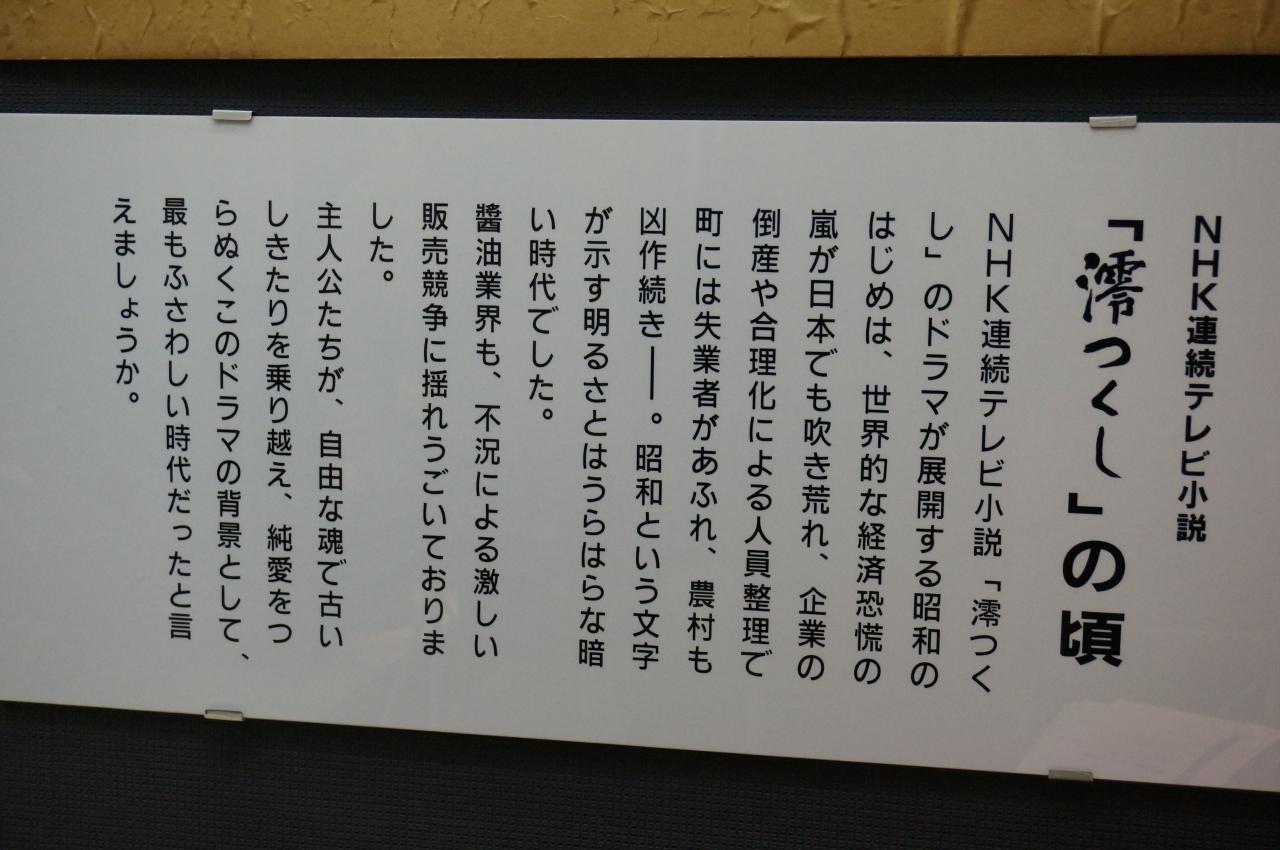 NHK連続テレビ小説
「澪つくし」の頃
NHK連続テレビ小説「澪つく
し」のドラマが展開する昭和の
はじめは、世界的な経済恐慌の
嵐が日本でも吹き荒れ、企業の
倒産や合理化による人員整理で
町には失業者があふれ、農村も
凶作続き――。昭和という文字
が示す明るさとはうらはらな暗
い時代でした。
醬油業界も、不況による激しい
販売競争に揺れうごいておりま
した。
主人公たちが、自由な魂で古い
しきたりを乗り越え、純愛をつ
らぬくこのドラマの背景として、
最もふさわしい時代だったと言
えましょうか。